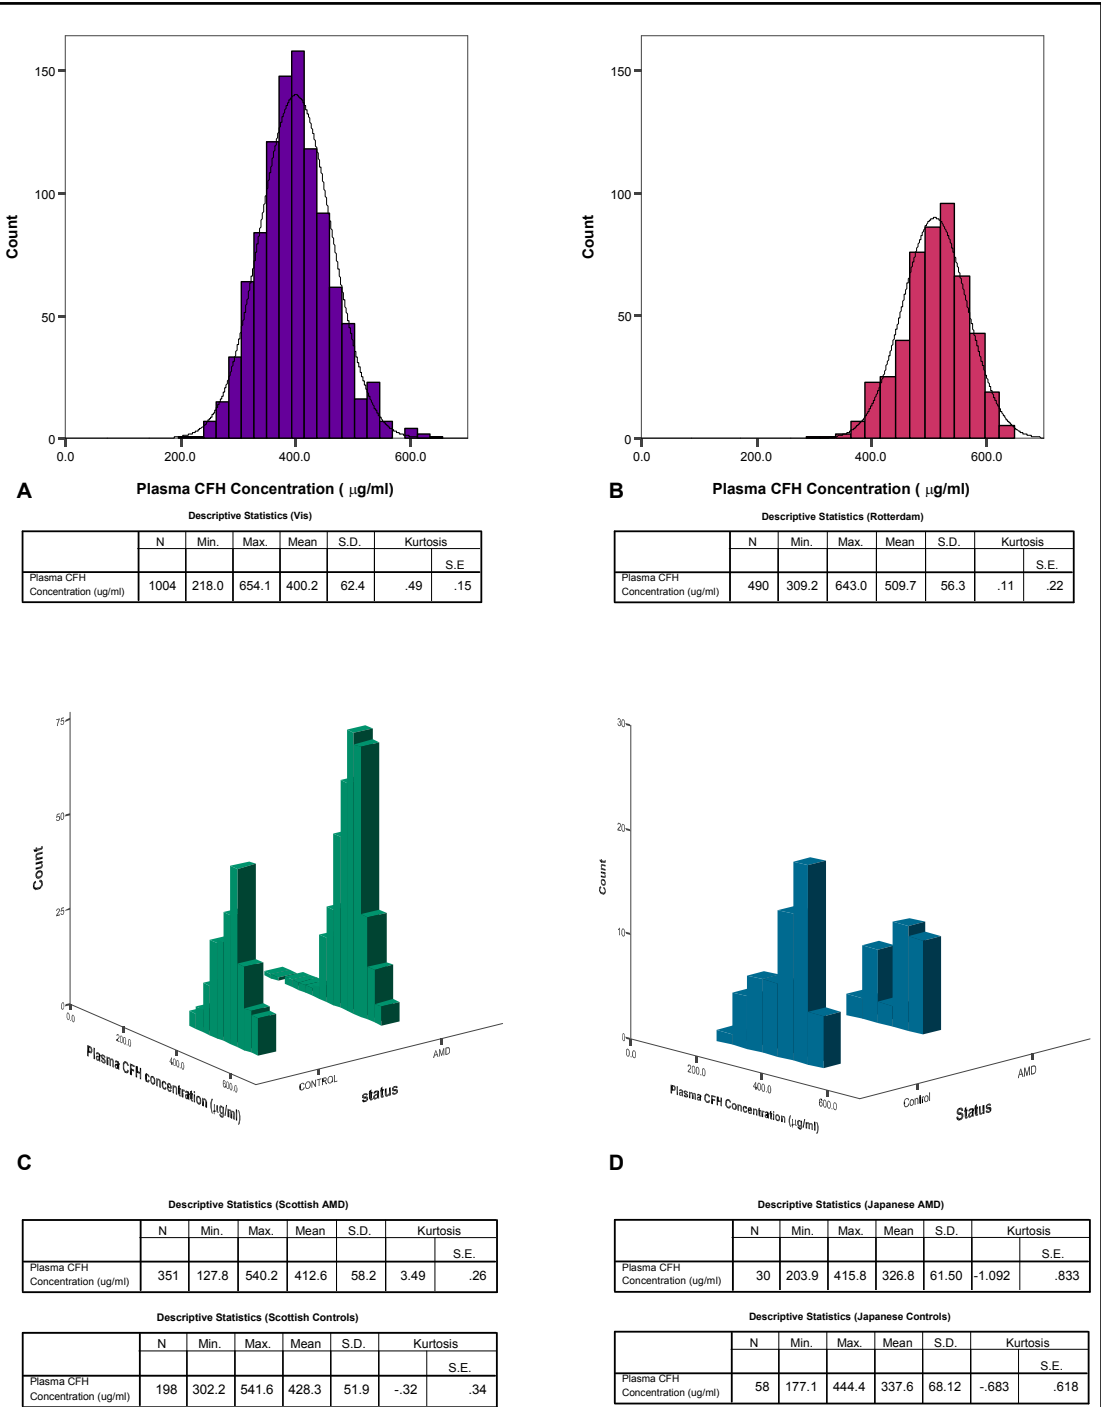 150
100
50
0
Count
0.0 200.0 400.0 600.0
A Plasma CFH Concentration ( μg/ml)
Descriptive Statistics (Vis)
N Min. Max. Mean S.D. Kurtosis
S.E
Plasma CFH
Concentration (ug/ml) 1004 218.0 654.1 400.2 62.4 .49 .15
150
100
50
0
Count
0.0 200.0 400.0 600.0
B Plasma CFH Concentration ( μg/ml)
Descriptive Statistics (Rotterdam)
N Min. Max. Mean S.D. Kurtosis
S.E.
Plasma CFH
Concentration (ug/ml) 490 309.2 643.0 509.7 56.3 .11 .22
75
50
25
0
Count
0.0 200.0 400.0 600.0
Plasma CFH concentration (μg/ml)
CONTROL AMD
status
C
Descriptive Statistics (Scottish AMD)
N Min. Max. Mean S.D. Kurtosis
S.E.
Plasma CFH
Concentration (ug/ml) 351 127.8 540.2 412.6 58.2 3.49 .26
Descriptive Statistics (Scottish Controls)
N Min. Max. Mean S.D. Kurtosis
S.E.
Plasma CFH
Concentration (ug/ml) 198 302.2 541.6 428.3 51.9 -.32 .34
30
20
10
0
Count
0.0 200.0 400.0 600.0
Plasma CFH Concentration (μg/ml)
Control AMD
Status
D
Descriptive Statistics (Japanese AMD)
N Min. Max. Mean S.D. Kurtosis
S.E.
Plasma CFH
Concentration (ug/ml) 30 203.9 415.8 326.8 61.50 -1.092 .833
Descriptive Statistics (Japanese Controls)
N Min. Max. Mean S.D. Kurtosis
S.E.
Plasma CFH
Concentration (ug/ml) 58 177.1 444.4 337.6 68.12 -.683 .618